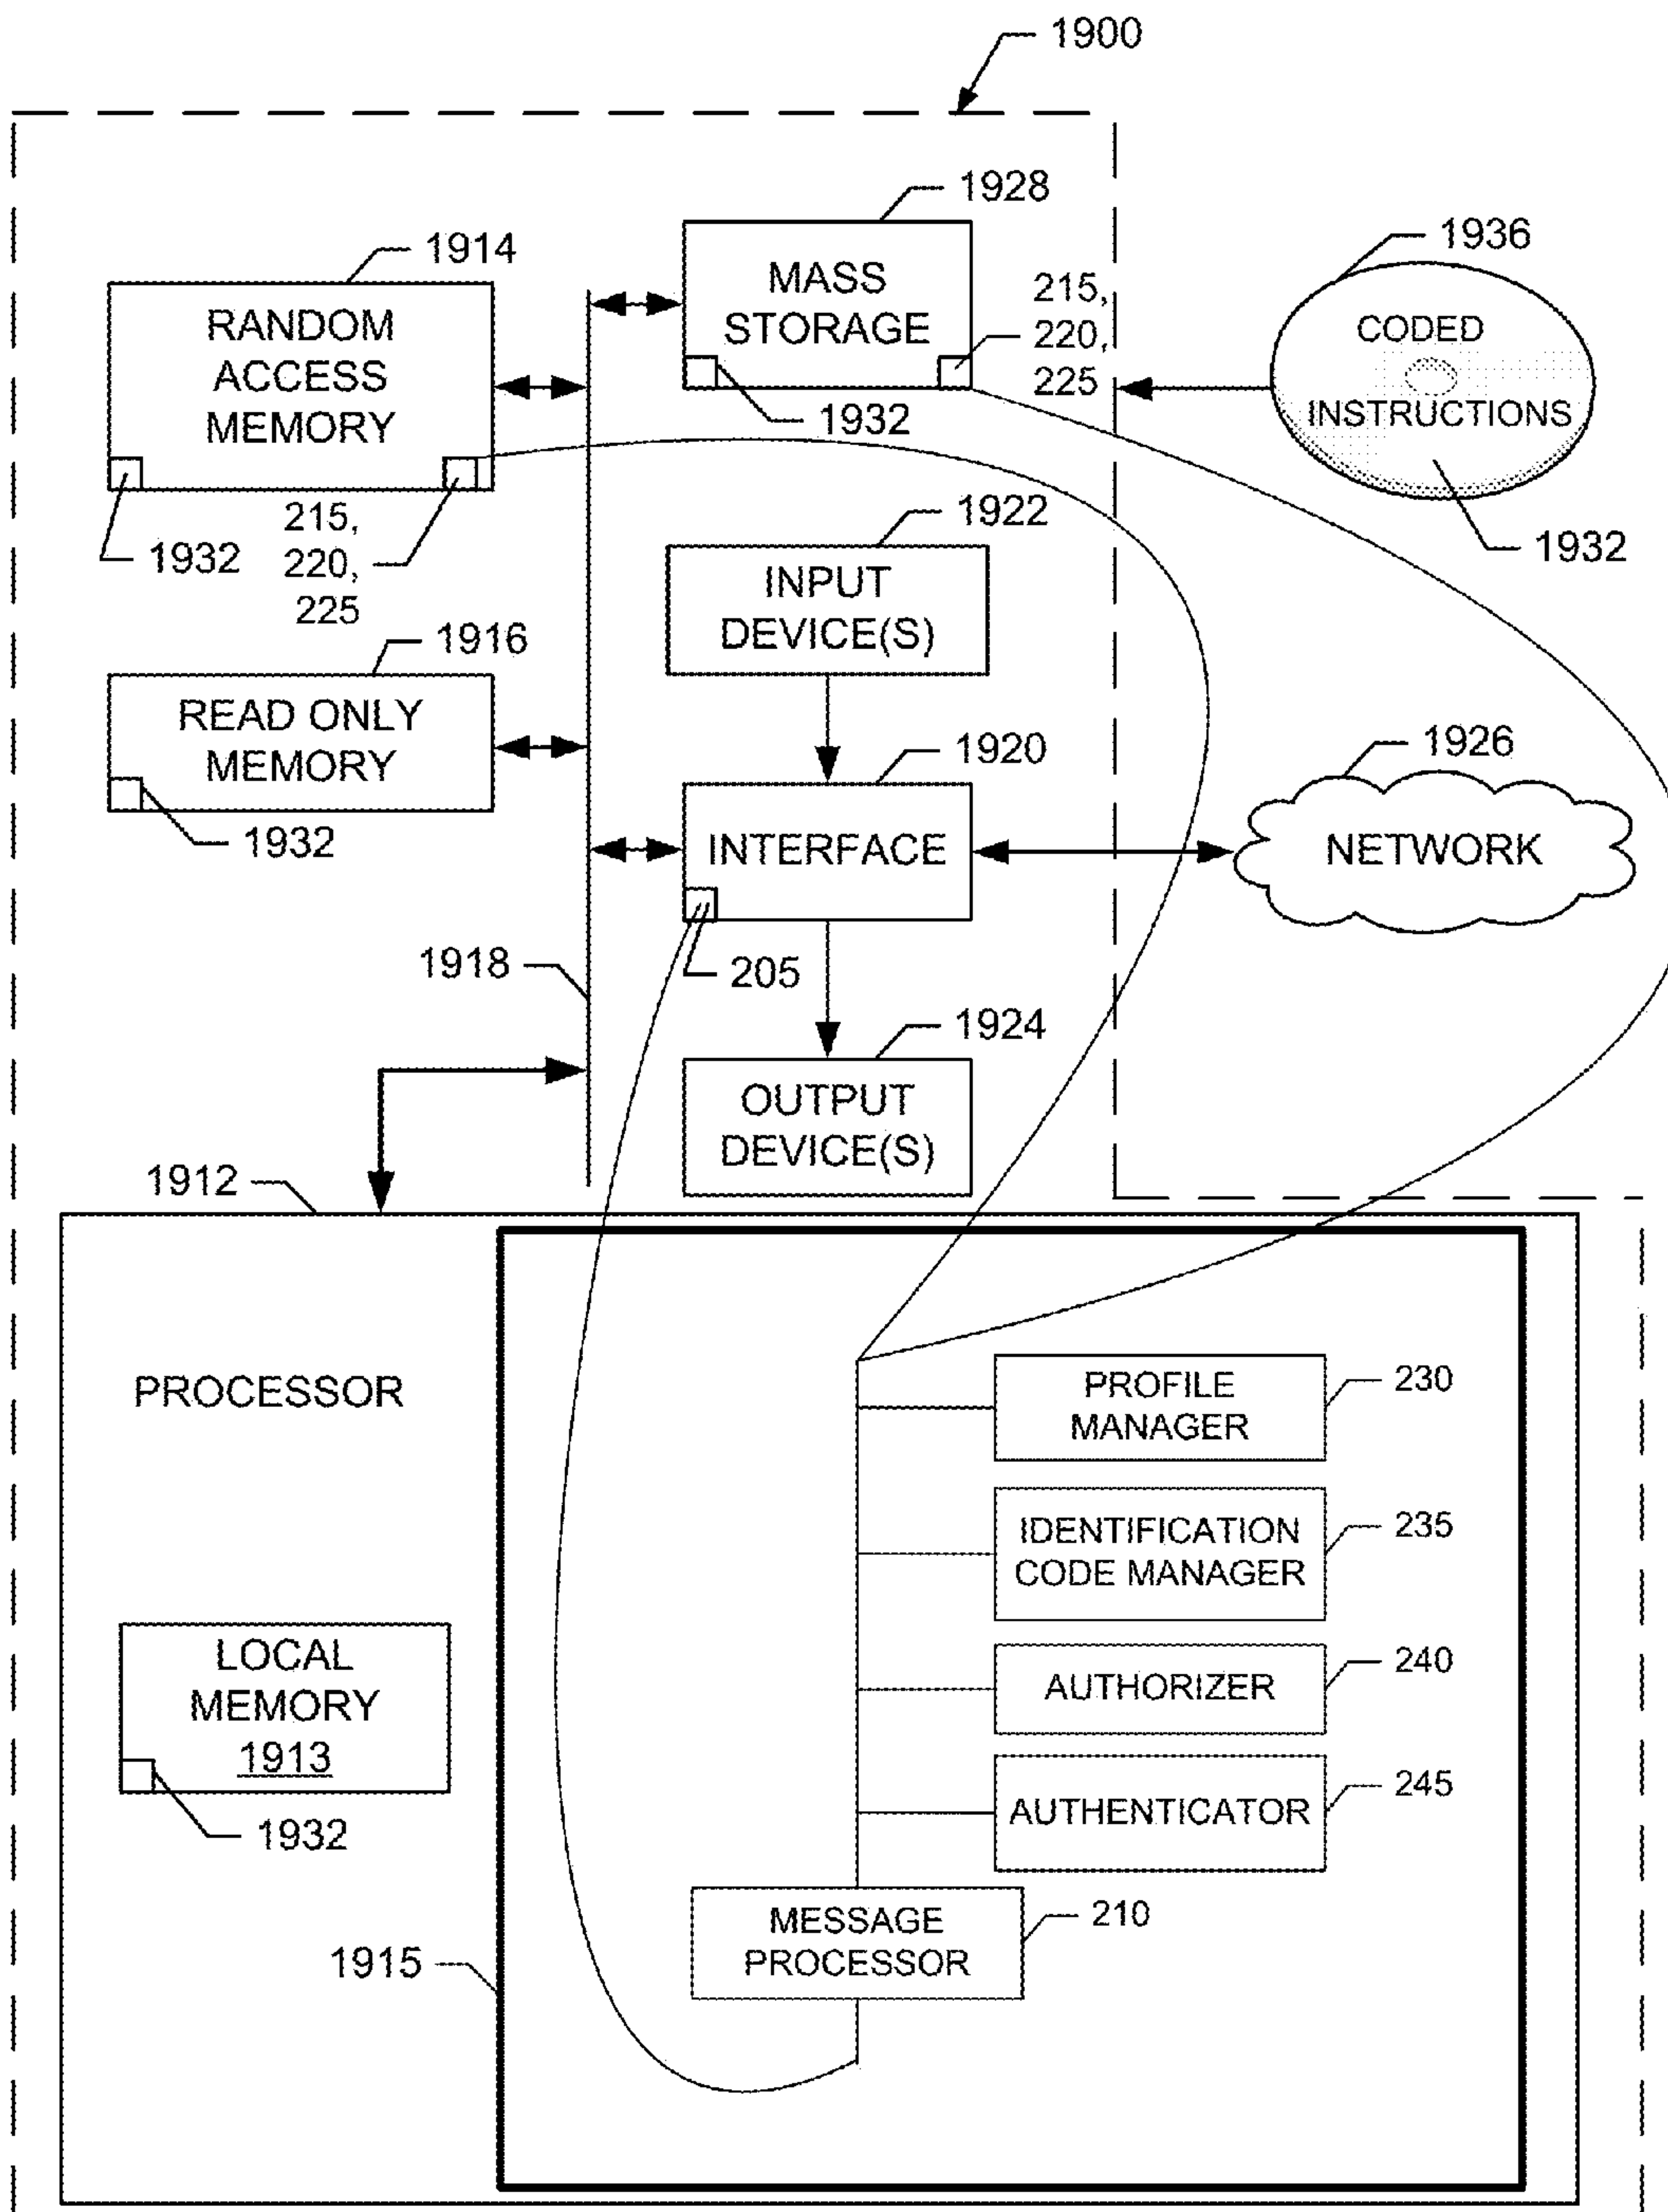 1900
1928
MASS
STORAGE
215,
220,
225
1932
1914
RANDOM
ACCESS
MEMORY
1932
215,
220,
225
1936
CODED
INSTRUCTIONS
1932
1922
INPUT
DEVICE(S)
1916
READ ONLY
MEMORY
1932
1920
INTERFACE
205
1926
NETWORK
1918
1924
OUTPUT
DEVICE(S)
1912
PROCESSOR
LOCAL
MEMORY
1913
1932
1915
PROFILE
MANAGER
230
IDENTIFICATION
CODE MANAGER
235
AUTHORIZER
240
AUTHENTICATOR
245
MESSAGE
PROCESSOR
210